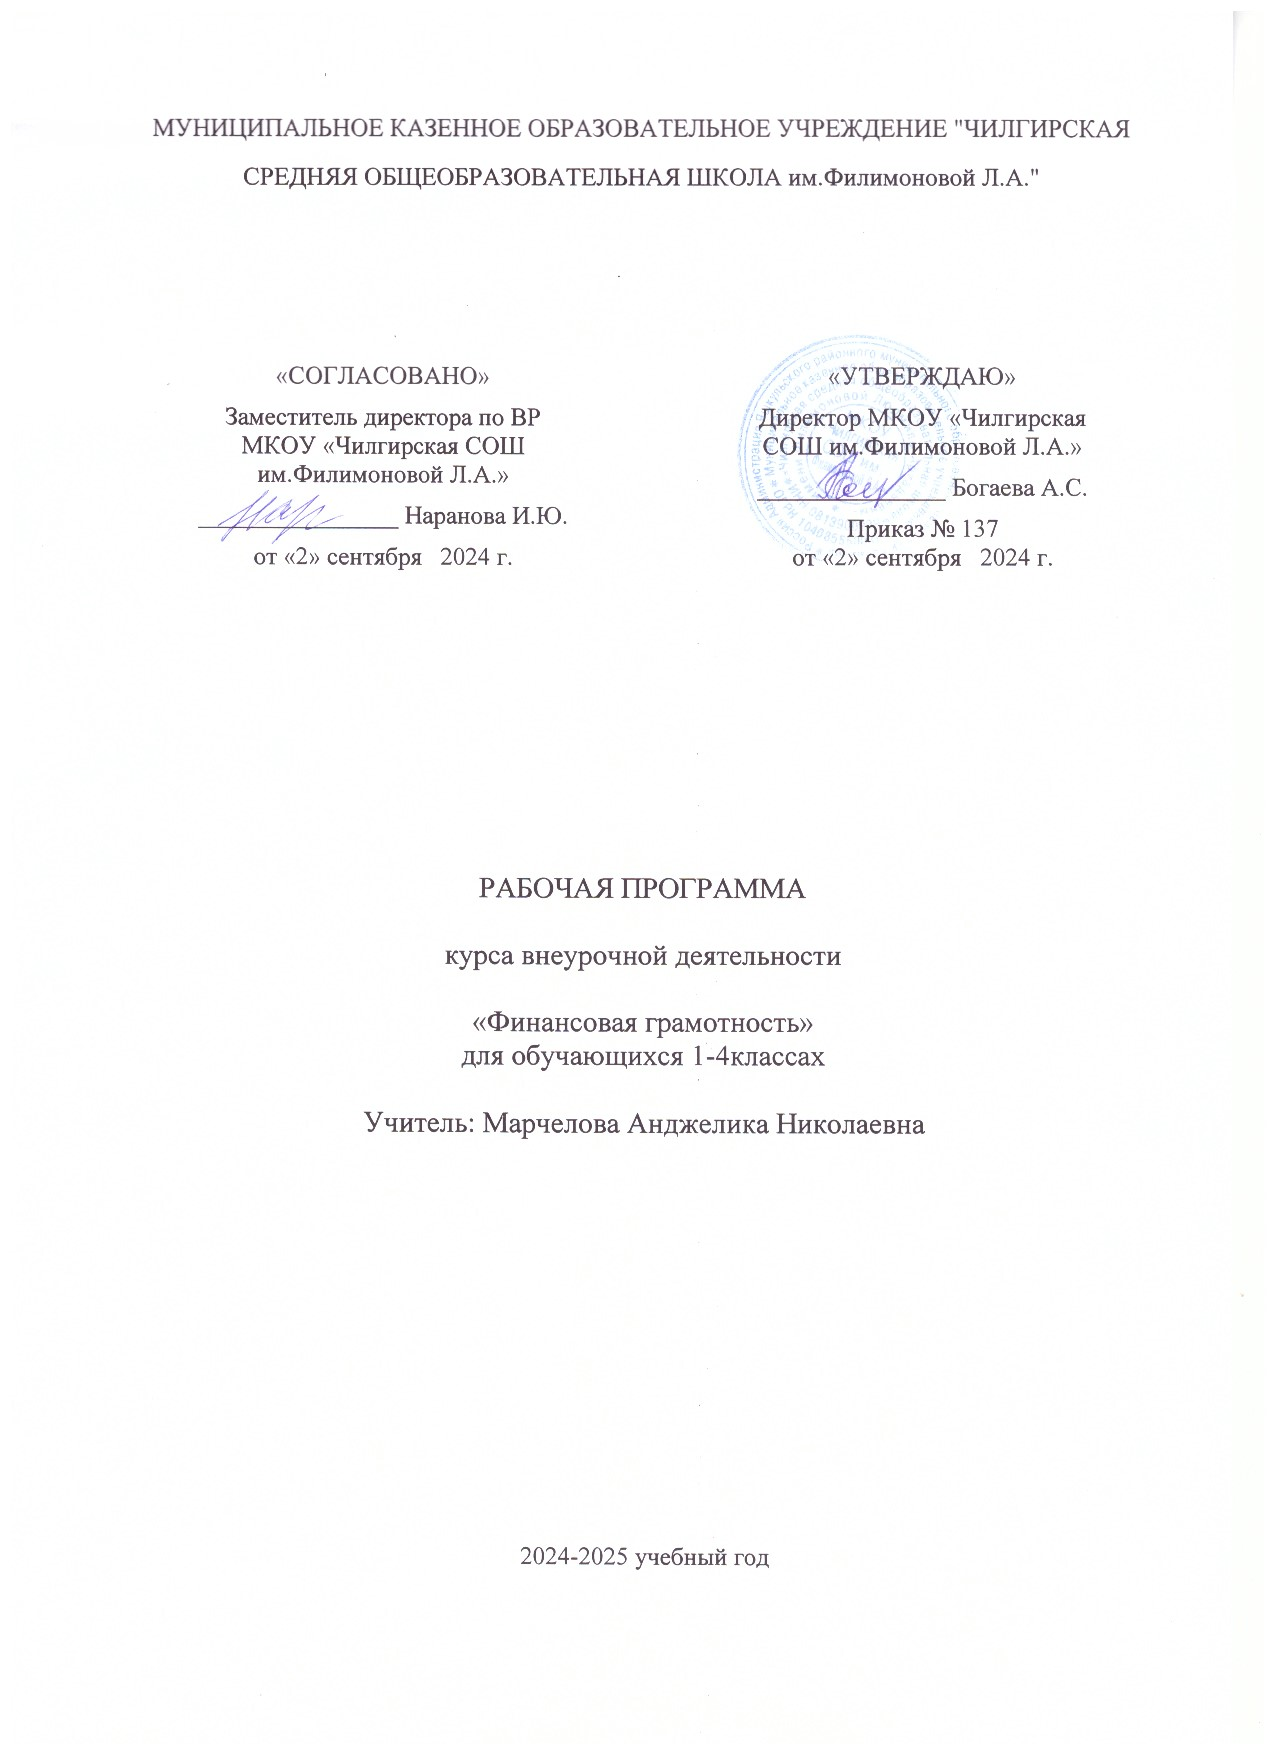 МУНИЦИПАЛЬНОЕ КАЗЕННОЕ ОБРАЗОВАТЕЛЬНОЕ УЧРЕЖДЕНИЕ "ЧИЛГИРСКАЯ
СРЕДНЯЯ ОБЩЕОБРАЗОВАТЕЛЬНАЯ ШКОЛА им.Филимоновой Л.А."
«СОГЛАСОВАНО»
Заместитель директора по ВР
МКОУ «Чилгирская СОШ
им.Филимоновой Л.А.»
Наранова И.Ю.
от «2» сентября 2024 г.
«УТВЕРЖДАЮ»
Директор МКОУ «Чилгирская
СОШ им.Филимоновой Л.А.»
Богаева А.С.
Приказ № 137
от «2» сентября 2024 г.
РАБОЧАЯ ПРОГРАММА
курса внеурочной деятельности
«Финансовая грамотность»
для обучающихся 1-4классах
Учитель: Марчелова Анджелика Николаевна
2024-2025 учебный год